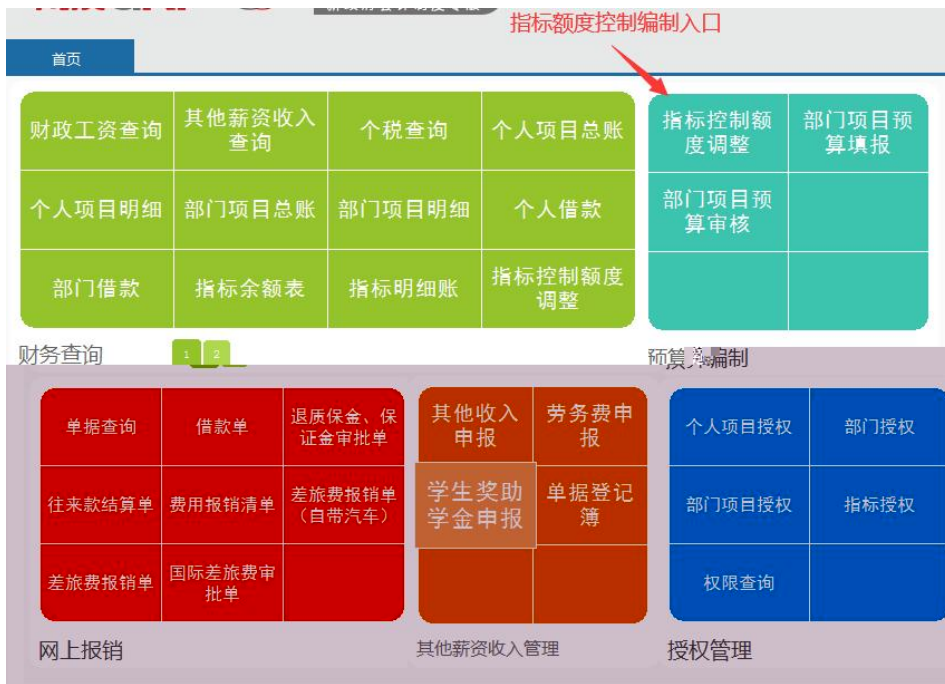 指标额度控制编制入口
首页
财政工资查询
其他薪资收入
查询
个税查询
个人项目总账
个人项目明细
部门项目总账
部门项目明细
个人借款
部门借款
指标余额表
指标明细账
指标控制额度
调整
财务查询
1
2
指标控制额
度调整
部门项目预
算填报
部门项目预
算审核
单据查询
借款单
退质保金、保
证金审批单
往来款结算单
费用报销清单
差旅费报销单
（自带汽车）
差旅费报销单
国际差旅费审
批单
网上报销
其他收入
申报
劳务费申
报
学生奖助
学金申报
单据登记
簿
其他薪资收入管理
个人项目授权
部门授权
部门项目授权
指标授权
权限查询
授权管理